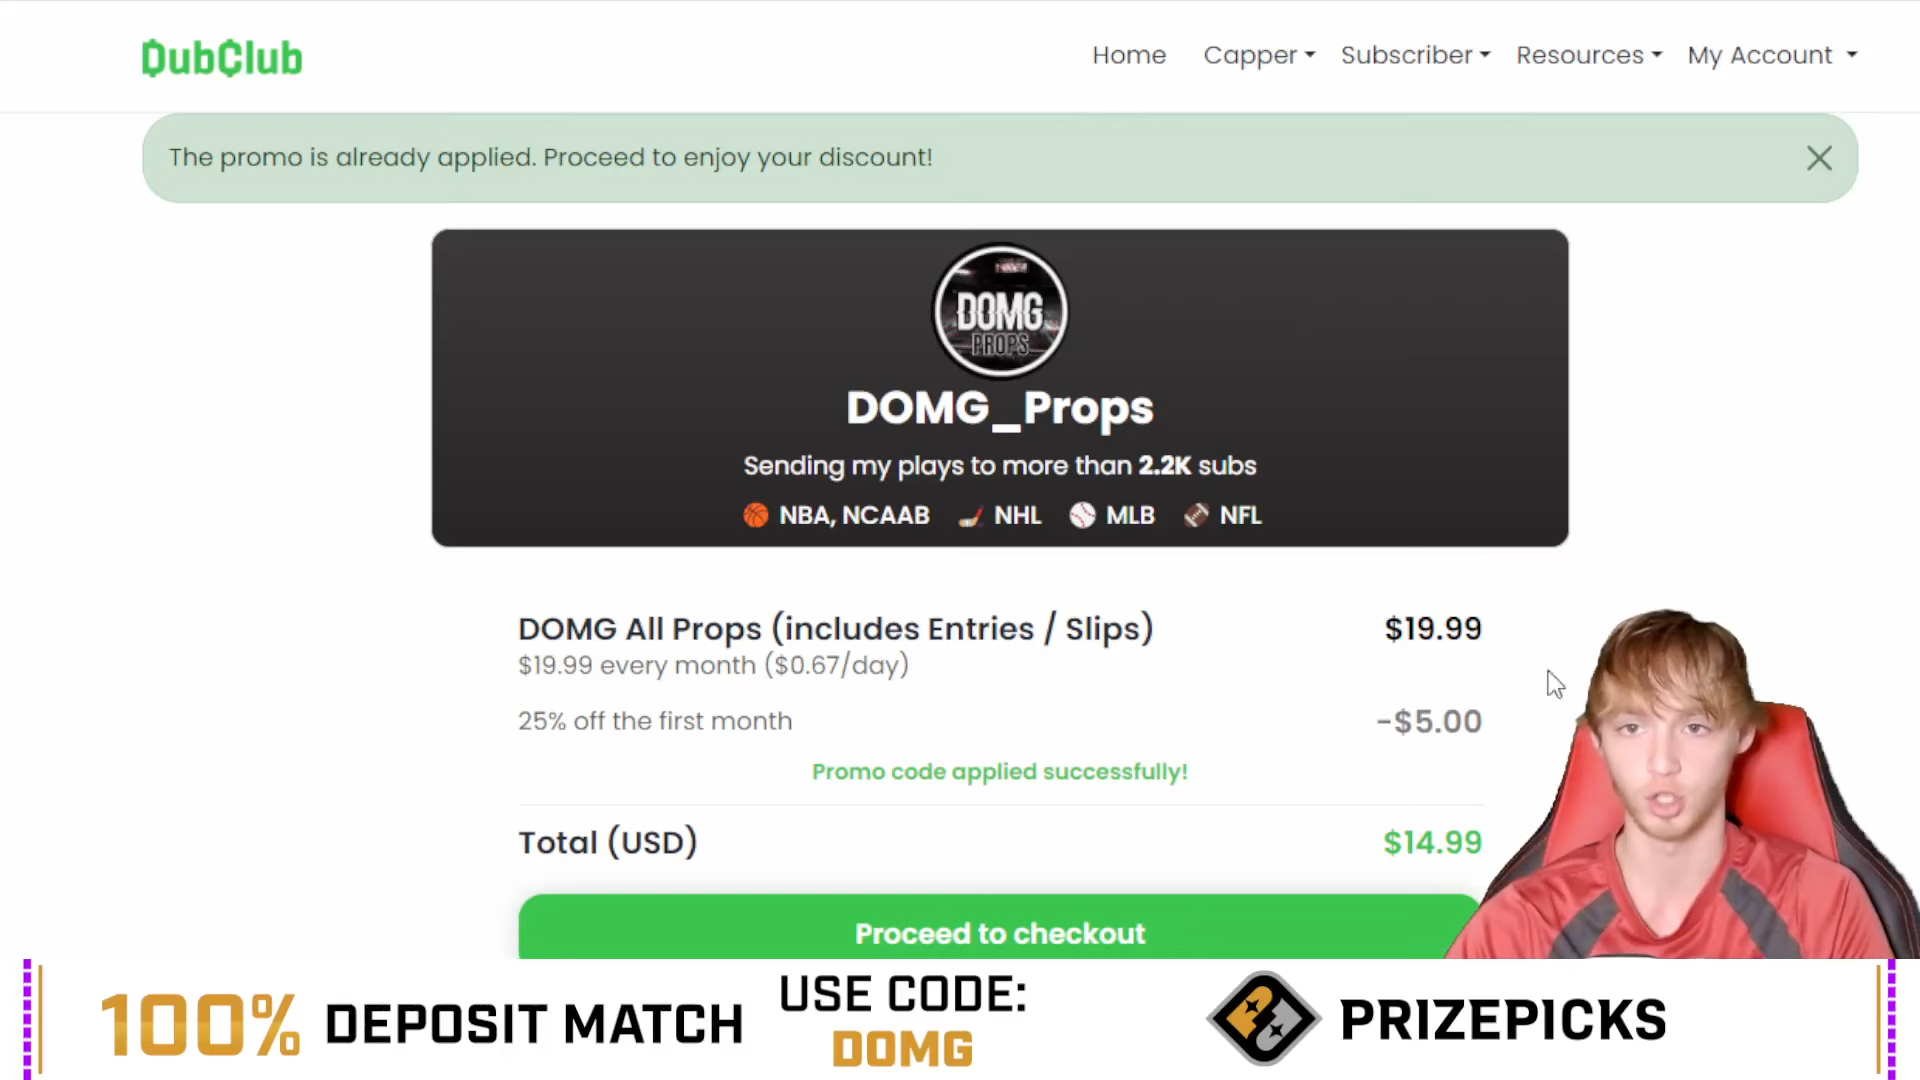 DubClub
Home Capper Subscriber Resources My Account
The promo is already applied. Proceed to enjoy your discount!
DOMG
PROPS
DOMG_Props
Sending my plays to more than 2.2K subs
NBA, NCAAB NHL MLB NFL
DOMG All Props (includes Entries / Slips) $19.99
$19.99 every month ($0.67/day)
25% off the first month -$5.00
Promo code applied successfully!
Total (USD) $14.99
Proceed to checkout
100% DEPOSIT MATCH
USE CODE:
DOMG
PRIZEPICKS